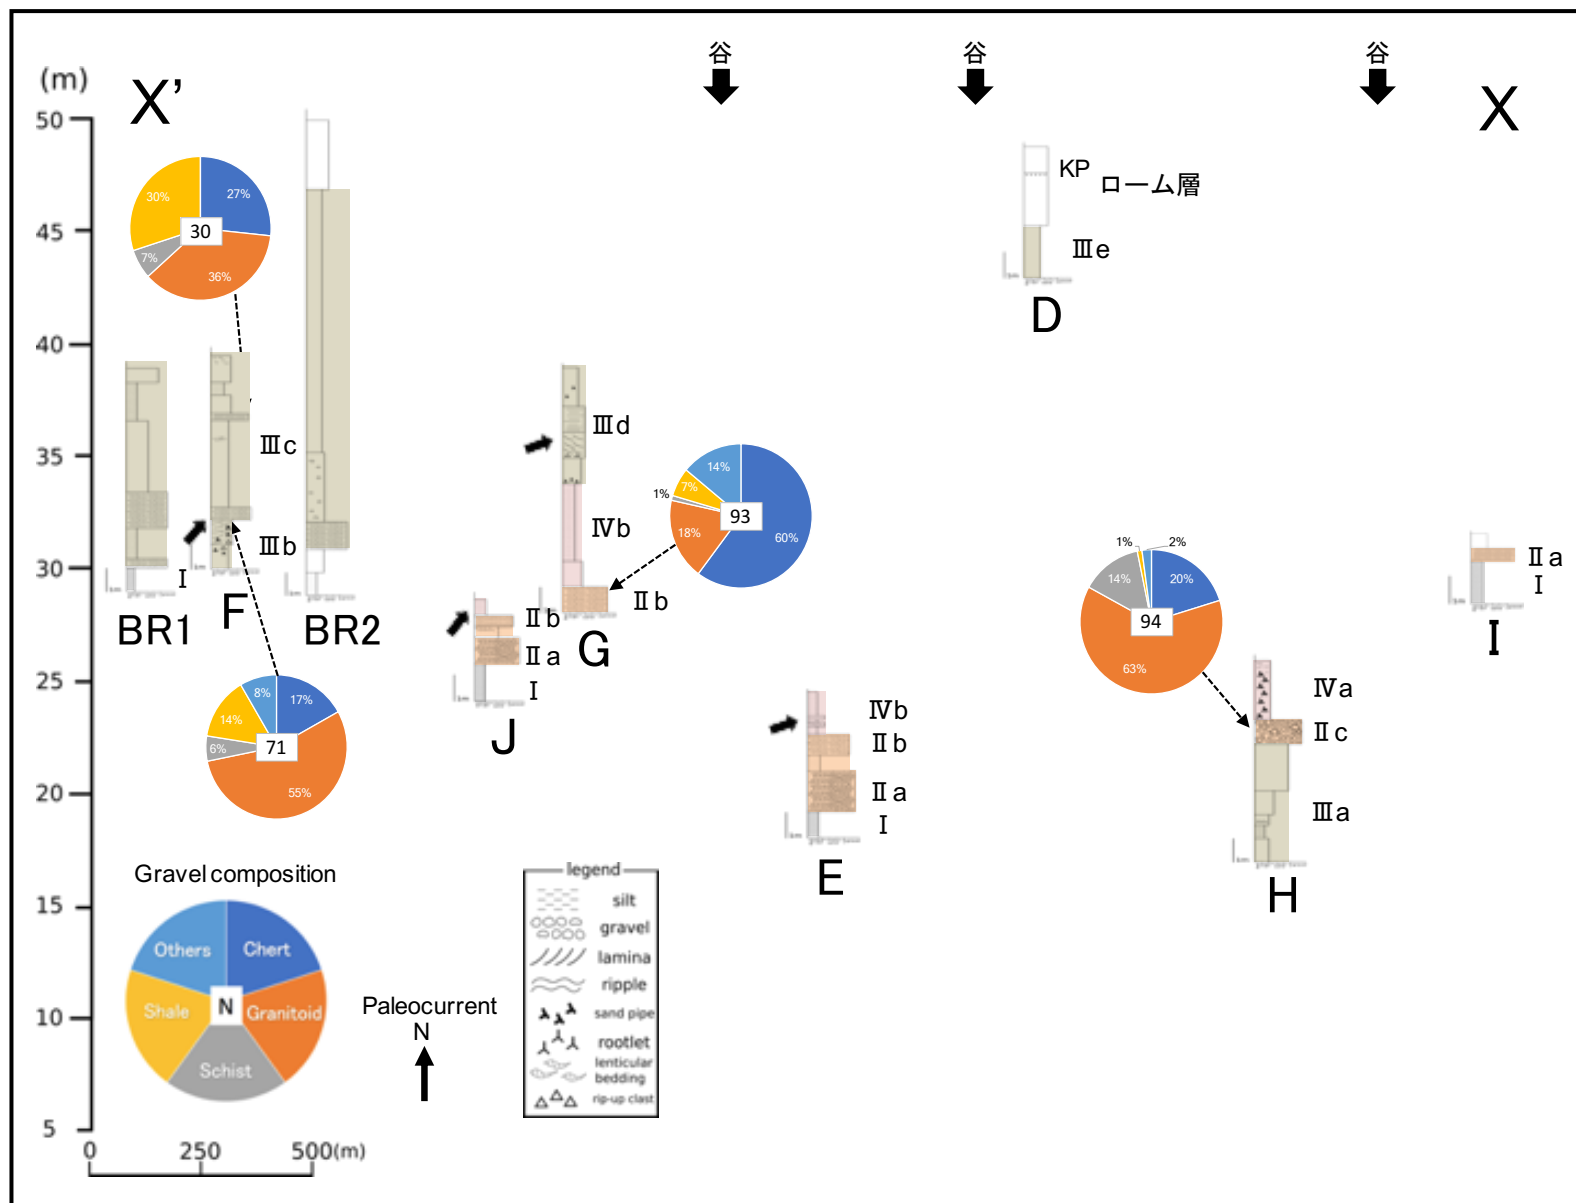 谷
谷
谷
(m)
X'
X
50
45
40
35
30
25
20
15
10
5
0
250
500(m)
30%
27%
30
7%
36%
KP
ローム層
Ⅲe
D
Ⅲc
Ⅲb
I
BR1
F
BR2
Ⅲd
Ⅳb
Ⅱb
G
14%
7%
1%
93
18%
60%
Ⅱb
Ⅱa
I
J
Ⅳb
Ⅱb
Ⅱa
I
E
1%
2%
14%
20%
94
63%
Ⅳa
Ⅱc
Ⅲa
H
Ⅱa
I
I
8%
17%
14%
71
6%
55%
Gravel composition
Others
Chert
Shale
N
Granitoid
Schist
Paleocurrent
N
legend
silt
gravel
lamina
ripple
sand pipe
rootlet
lenticular
bedding
rip-up clast